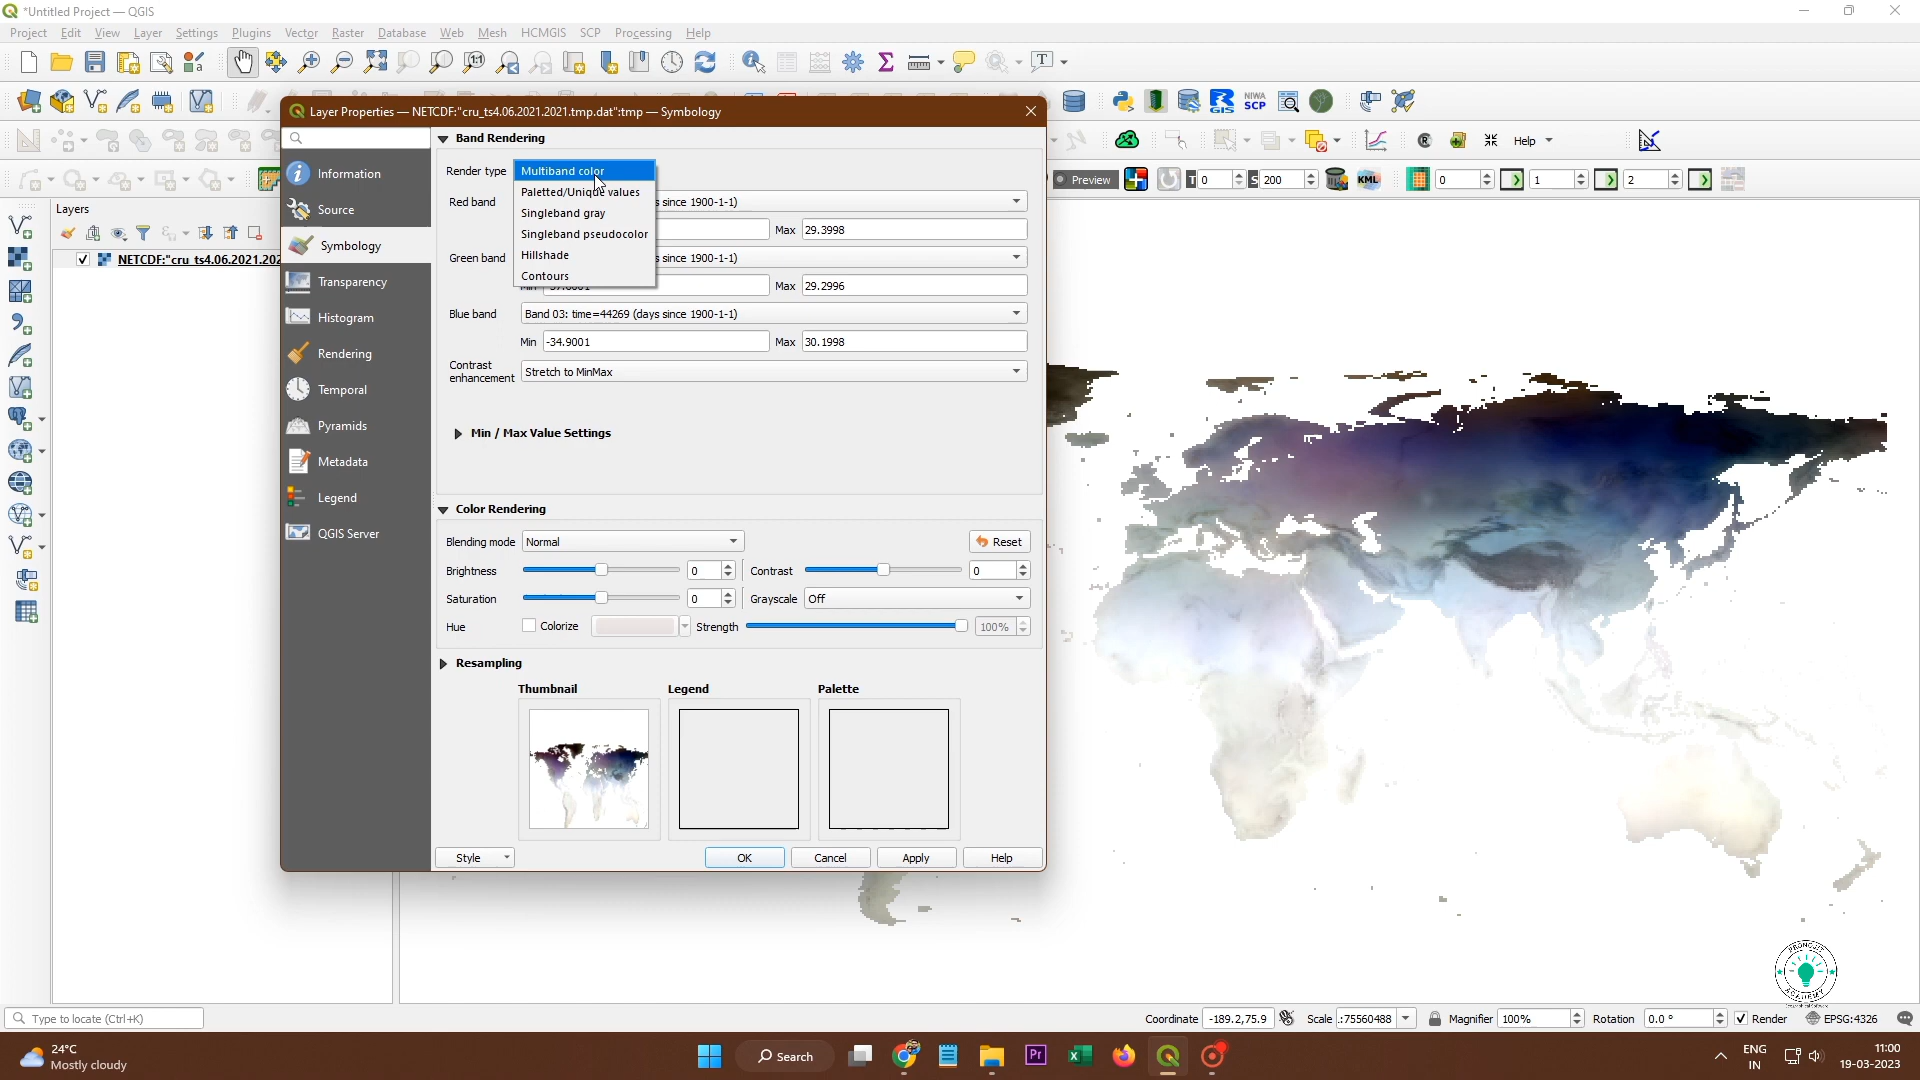 *Untitled Project — QGIS
Project Edit View Layer Settings Plugins Vector Raster Database Web Mesh HCMGIS SCP Processing Help
NIWA
SCP
Help
Preview T 0 S 200 KML 0 1 2
Layers
NETCDF:"cru_ts4.06.2021.202
Layer Properties — NETCDF:"cru_ts4.06.2021.2021.tmp.dat":tmp — Symbology
Information
Source
Symbology
Transparency
Histogram
Rendering
Temporal
Pyramids
Metadata
Legend
QGIS Server
Band Rendering
Render type Multiband color
Paletted/Unique values
Singleband gray
Singleband pseudocolor
Hillshade
Contours
Red band s since 1900-1-1)
Max 29.3998
Green band s since 1900-1-1)
Max 29.2996
Blue band Band 03: time=44269 (days since 1900-1-1)
Min -34.9001 Max 30.1998
Contrast
enhancement Stretch to MinMax
Min / Max Value Settings
Color Rendering
Blending mode Normal Reset
Brightness 0 Contrast 0
Saturation 0 Grayscale Off
Hue Colorize Strength 100%
Resampling
Thumbnail Legend Palette
Style OK Cancel Apply Help
PRONOJIT
ACADEMY
Type to locate (Ctrl+K) Coordinate -189.2,75.9 Scale :75560488 Magnifier 100% Rotation 0.0 ° Render EPSG:4326
24°C
Mostly cloudy
Search
Pr
ENG
IN
11:00
19-03-2023